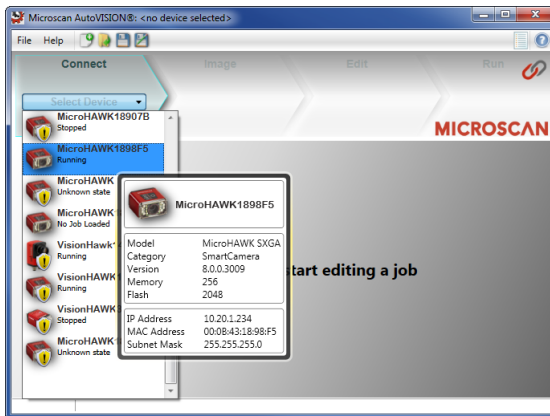 Microscan AutoVISION®: <no device selected>
File Help
Connect Image Edit Run
Select Device
MICROSCAN
MicroHAWK18907B
Stopped
MicroHAWK1898F5
Running
MicroHAWK
Unknown state
MicroHAWK
No Job Loaded
VisionHawk
Running
VisionHAWK
Running
VisionHAWK
Stopped
MicroHAWK
Unknown state
MicroHAWK1898F5
Model MicroHAWK SXGA
Category SmartCamera
Version 8.0.0.3009
Memory 256
Flash 2048
IP Address 10.20.1.234
MAC Address 00:0B:43:18:98:F5
Subnet Mask 255.255.255.0
start editing a job